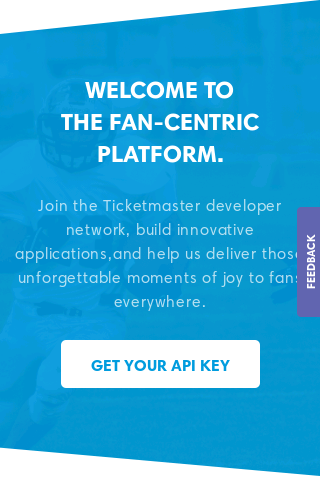 WELCOME TO
THE FAN-CENTRIC
PLATFORM.
Join the Ticketmaster developer
network, build innovative
applications,and help us deliver those
unforgettable moments of joy to fans
everywhere.
GET YOUR API KEY
FEEDBACK